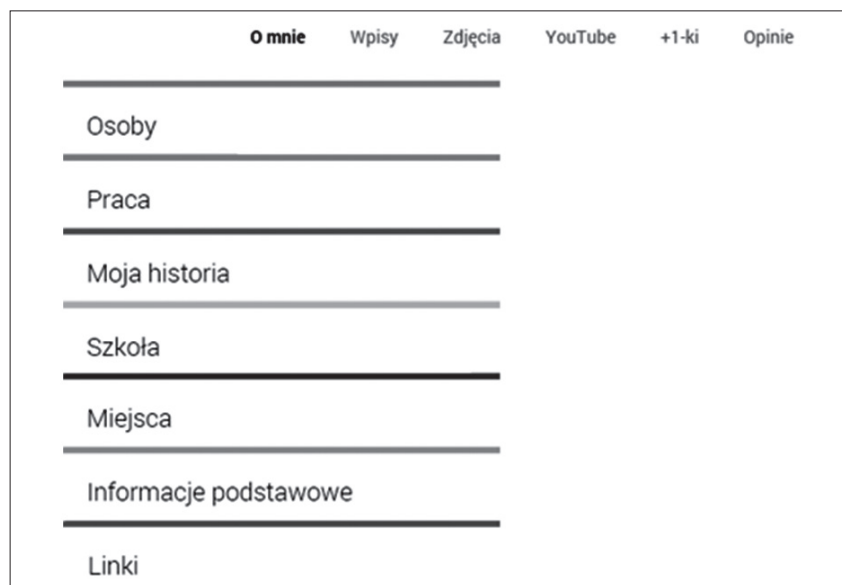 O mnie Wpisy Zdjęcia YouTube +1-ki Opinie
Osoby
Praca
Moja historia
Szkoła
Miejsca
Informacje podstawowe
Linki